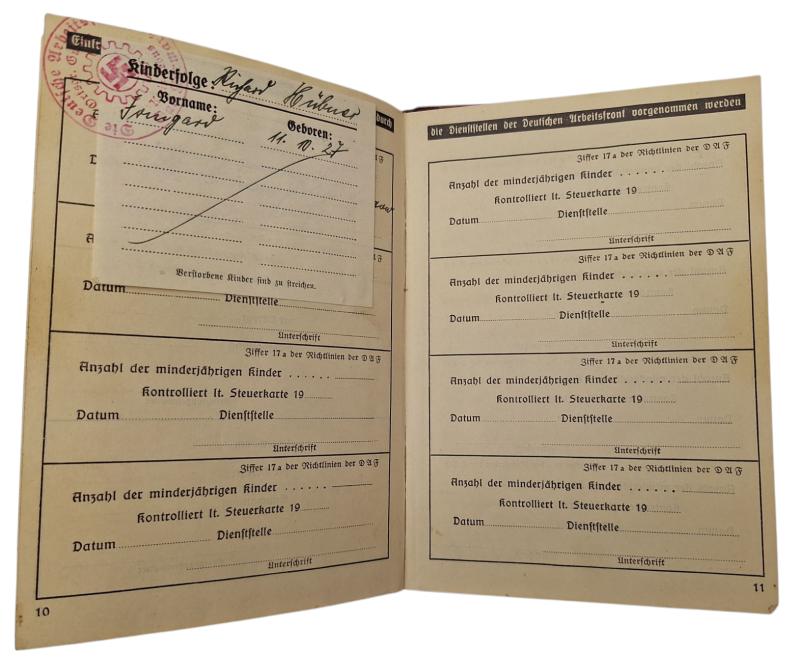 Eintr
Kinderfolge: Richard Hübner
Vorname:
Geboren:
Irmgard
11. 10. 27
Verstorbene Kinder sind zu streichen.
Die Deutsche Arbeits
durch
Datum Dienststelle
Unterschrift
Ziffer 17a der Richtlinien der DAF
Anzahl der minderjährigen Kinder . . . . . .
Kontrolliert lt. Steuerkarte 19
Datum Dienststelle
Unterschrift
Ziffer 17a der Richtlinien der DAF
Anzahl der minderjährigen Kinder . . . . . .
Kontrolliert lt. Steuerkarte 19
Datum Dienststelle
Unterschrift
10
die Dienststellen der Deutschen Arbeitsfront vorgenommen werden
Ziffer 17a der Richtlinien der DAF
Anzahl der minderjährigen Kinder . . . . . .
Kontrolliert lt. Steuerkarte 19
Datum Dienststelle
Unterschrift
Ziffer 17a der Richtlinien der DAF
Anzahl der minderjährigen Kinder . . . . . .
Kontrolliert lt. Steuerkarte 19
Datum Dienststelle
Unterschrift
Ziffer 17a der Richtlinien der DAF
Anzahl der minderjährigen Kinder . . . . . .
Kontrolliert lt. Steuerkarte 19
Datum Dienststelle
Unterschrift
Ziffer 17a der Richtlinien der DAF
Anzahl der minderjährigen Kinder . . . . . .
Kontrolliert lt. Steuerkarte 19
Datum Dienststelle
Unterschrift
11